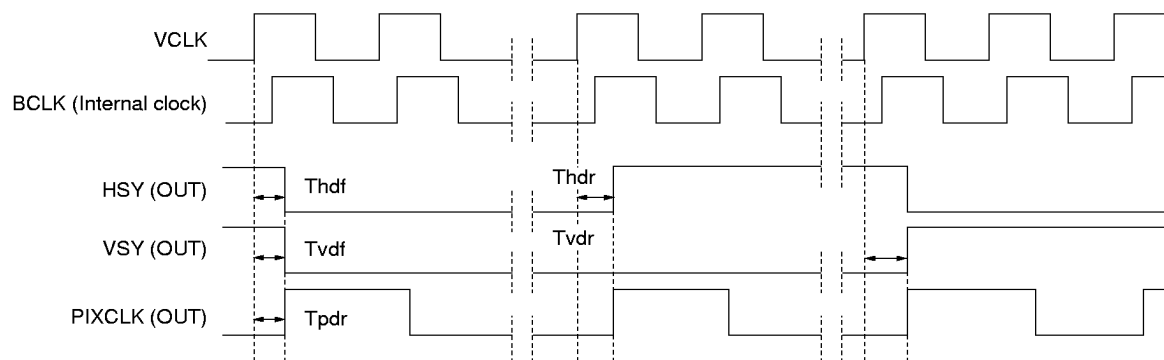 VCLK
BCLK (Internal clock)
HSY (OUT)
Thdf
Thdr
VSY (OUT)
Tvdf
Tvdr
PIXCLK (OUT)
Tpdr